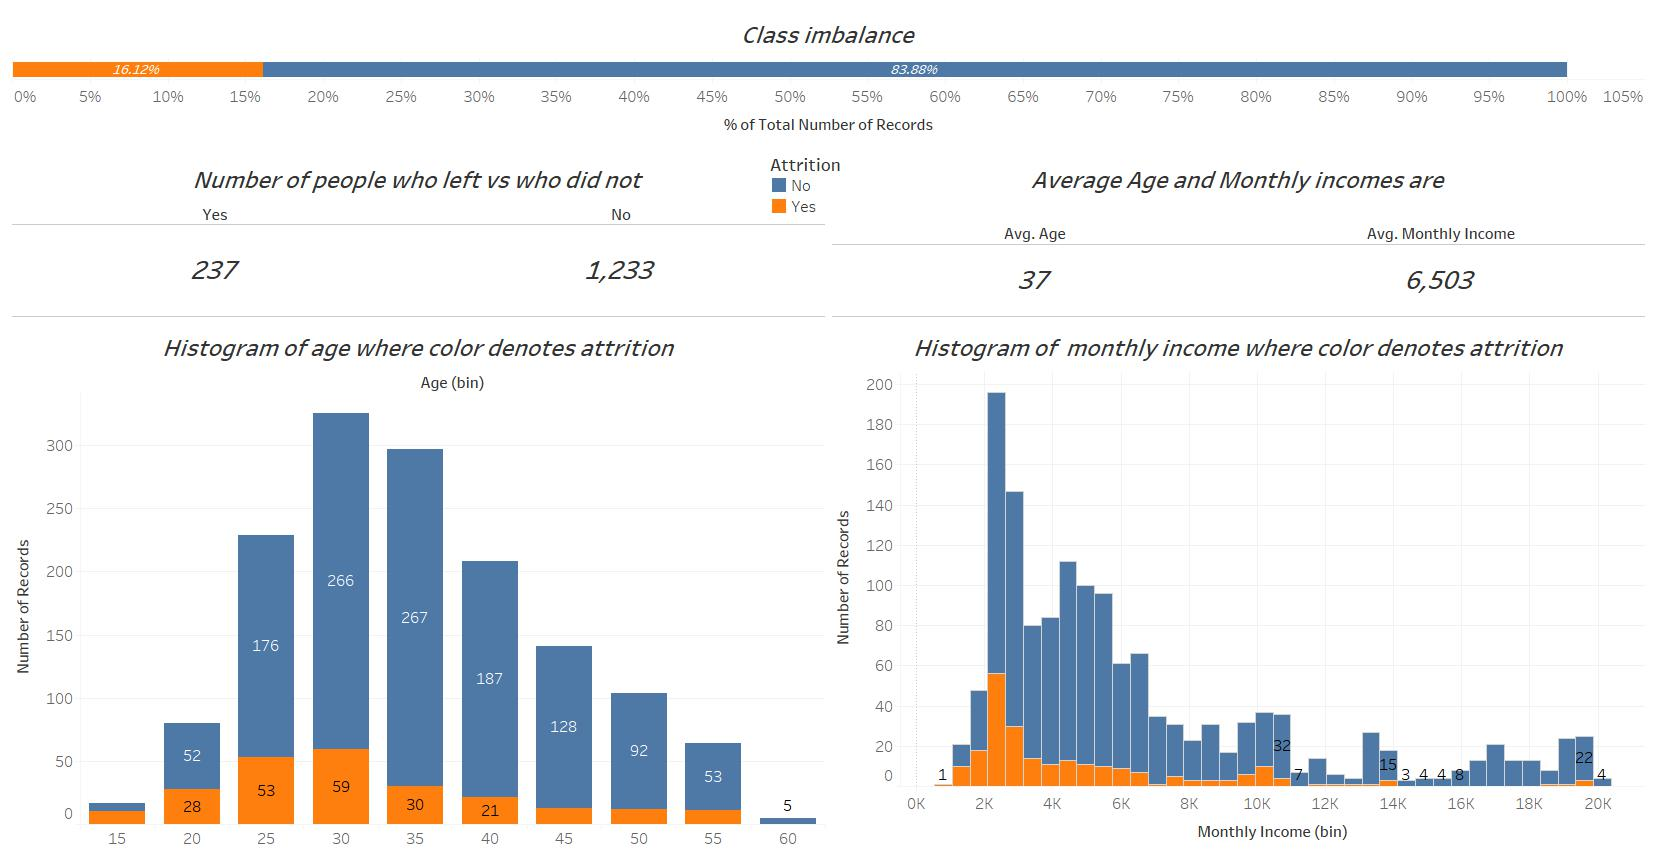 Class imbalance
16.12% 83.88%
0% 5% 10% 15% 20% 25% 30% 35% 40% 45% 50% 55% 60% 65% 70% 75% 80% 85% 90% 95% 100% 105%
% of Total Number of Records
Number of people who left vs who did not
Yes No
237 1,233
Attrition
No
Yes
Average Age and Monthly incomes are
Avg. Age Avg. Monthly Income
37 6,503
Histogram of age where color denotes attrition
Age (bin)
Number of Records
300
250
200
150
100
50
0
266
267
176
187
128
92
52
53
28
53
59
30
21
5
15 20 25 30 35 40 45 50 55 60
Histogram of  monthly income where color denotes attrition
Number of Records
200
180
160
140
120
100
80
60
40
20
0
1 32 7 15 3 4 4 8 22 4
0K 2K 4K 6K 8K 10K 12K 14K 16K 18K 20K
Monthly Income (bin)